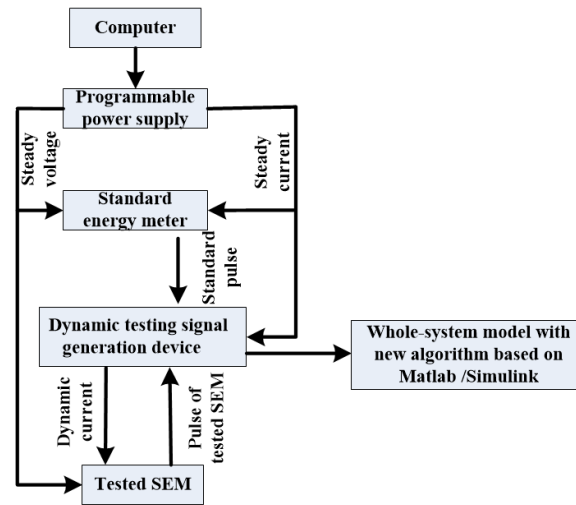 Computer
Programmable
power supply
Steady
voltage
Steady
current
Standard
energy meter
Standard
pulse
Dynamic testing signal
generation device
Whole-system model with
new algorithm based on
Matlab /Simulink
Dynamic
current
Pulse of
tested SEM
Tested SEM